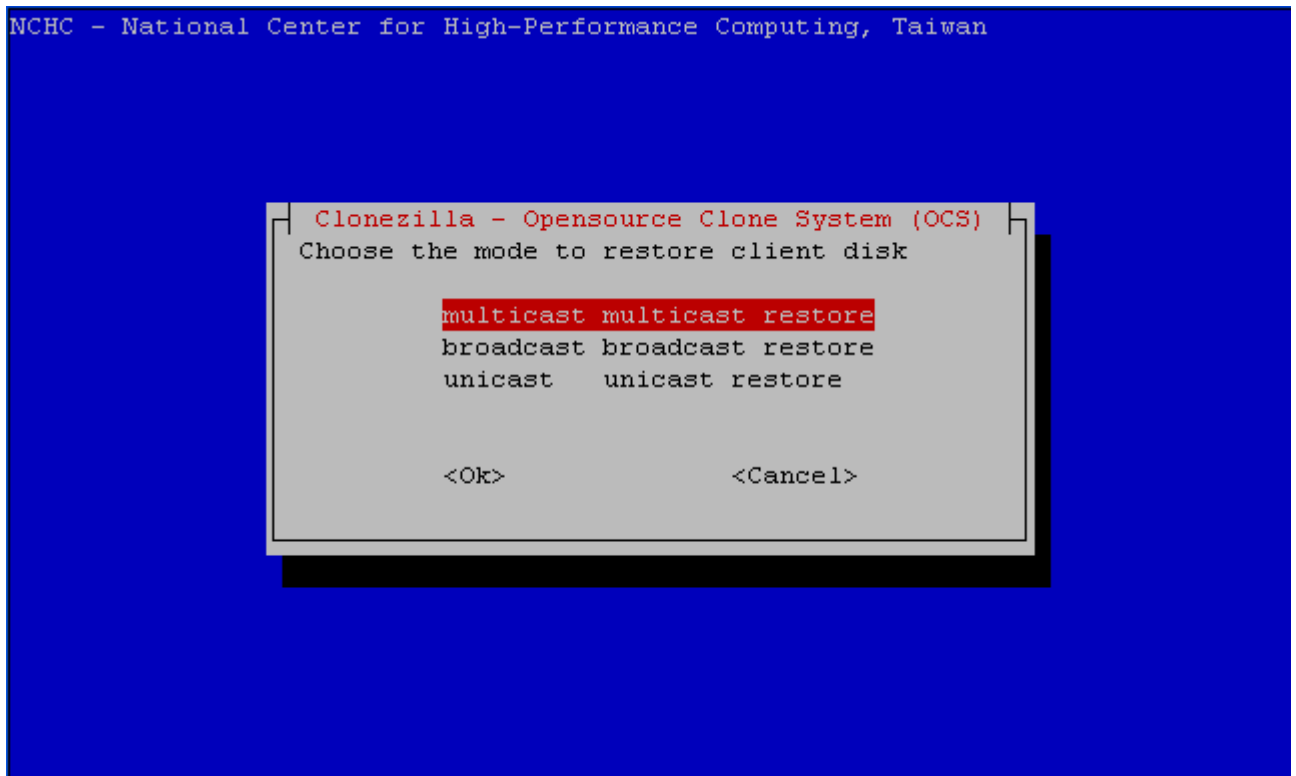 NCHC - National Center for High-Performance Computing, Taiwan
Clonezilla - Opensource Clone System (OCS)
Choose the mode to restore client disk
multicast multicast restore
broadcast broadcast restore
unicast   unicast restore
<Ok> <Cancel>